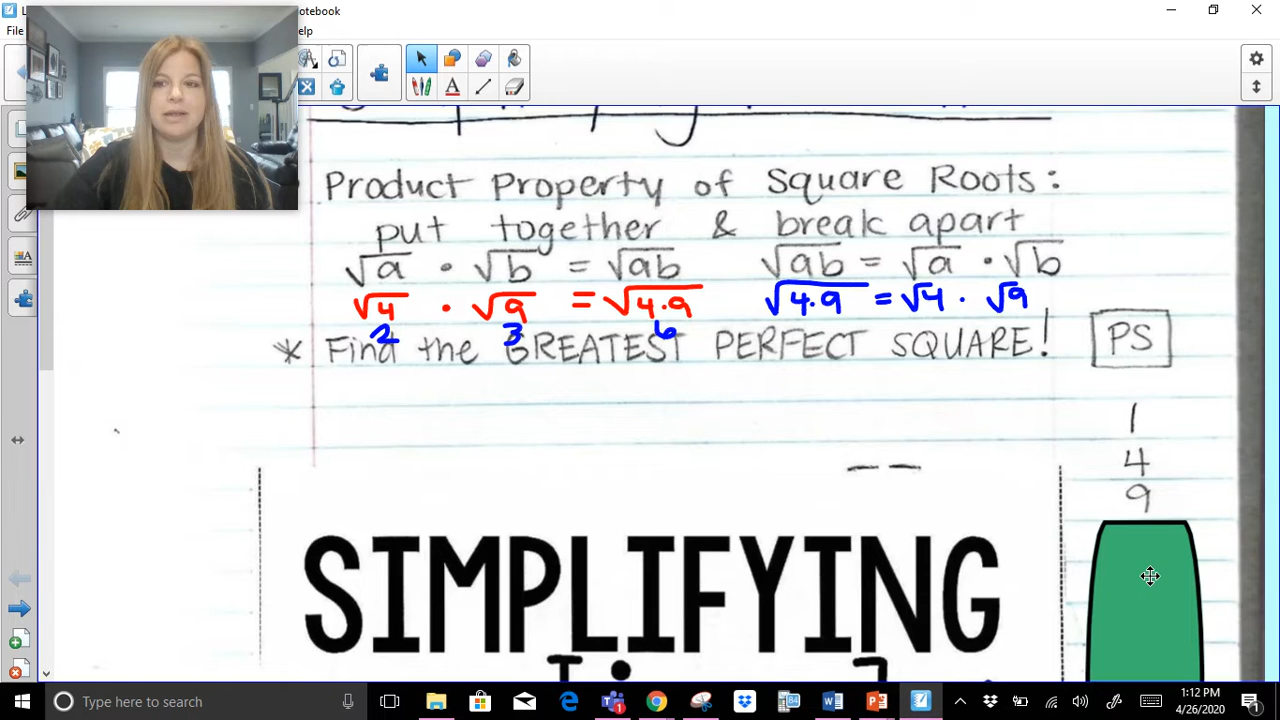 otebook
File
elp
Product Property of Square Roots:
put together & break apart
√a · √b = √ab √ab = √a · √b
√4 · √9 = √4·9 √4·9 = √4 · √9
2 3 6
* Find the GREATEST PERFECT SQUARE!
PS
1
4
9
SIMPLIFYING
Type here to search
1:12 PM
4/26/2020